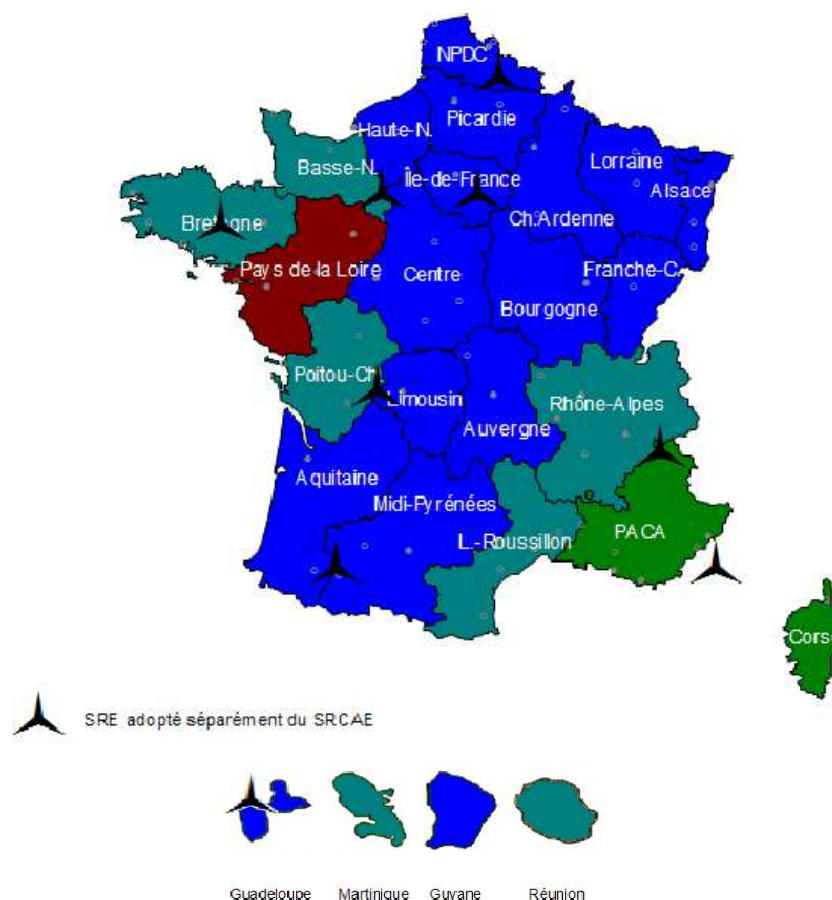 NPDC
Picardie
Haute-N.
Basse-N.
Île-de-France
Lorraine
Alsace
Ch.Ardenne
Bretagne
Pays de la Loire
Centre
Franche-C.
Bourgogne
Poitou-Ch
Limousin
Rhône-Alpes
Auvergne
Aquitaine
Midi-Pyrénées
L.-Roussillon
PACA
Corse
SRE adopté séparément du SRCAE
Guadeloupe Martinique Guyane Réunion